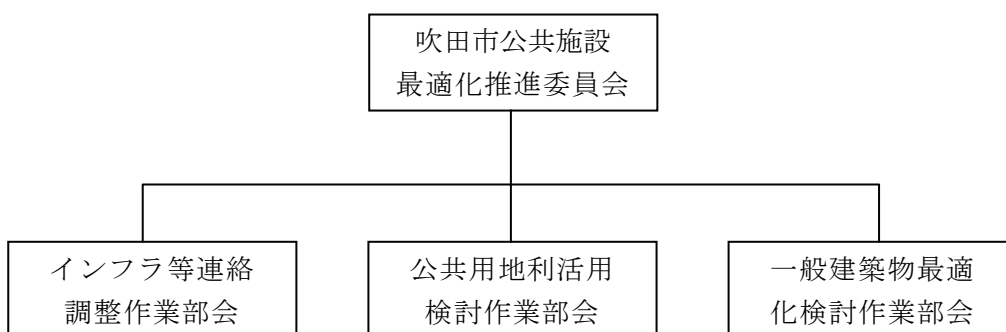 吹田市公共施設
最適化推進委員会
インフラ等連絡
調整作業部会
公共用地利活用
検討作業部会
一般建築物最適
化検討作業部会